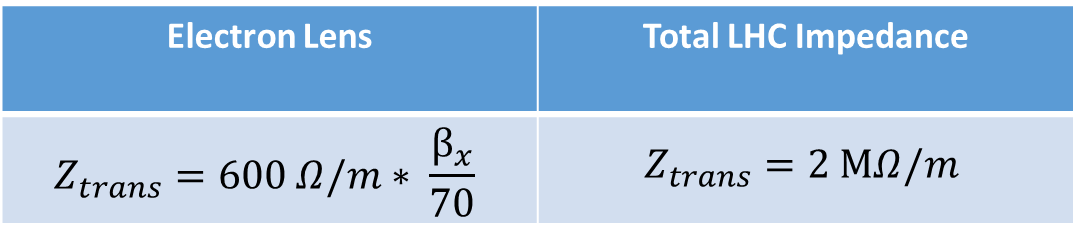 Electron Lens
Total LHC Impedance
Z_trans = 600 Ω/m * β_x/70
Z_trans = 2 MΩ/m